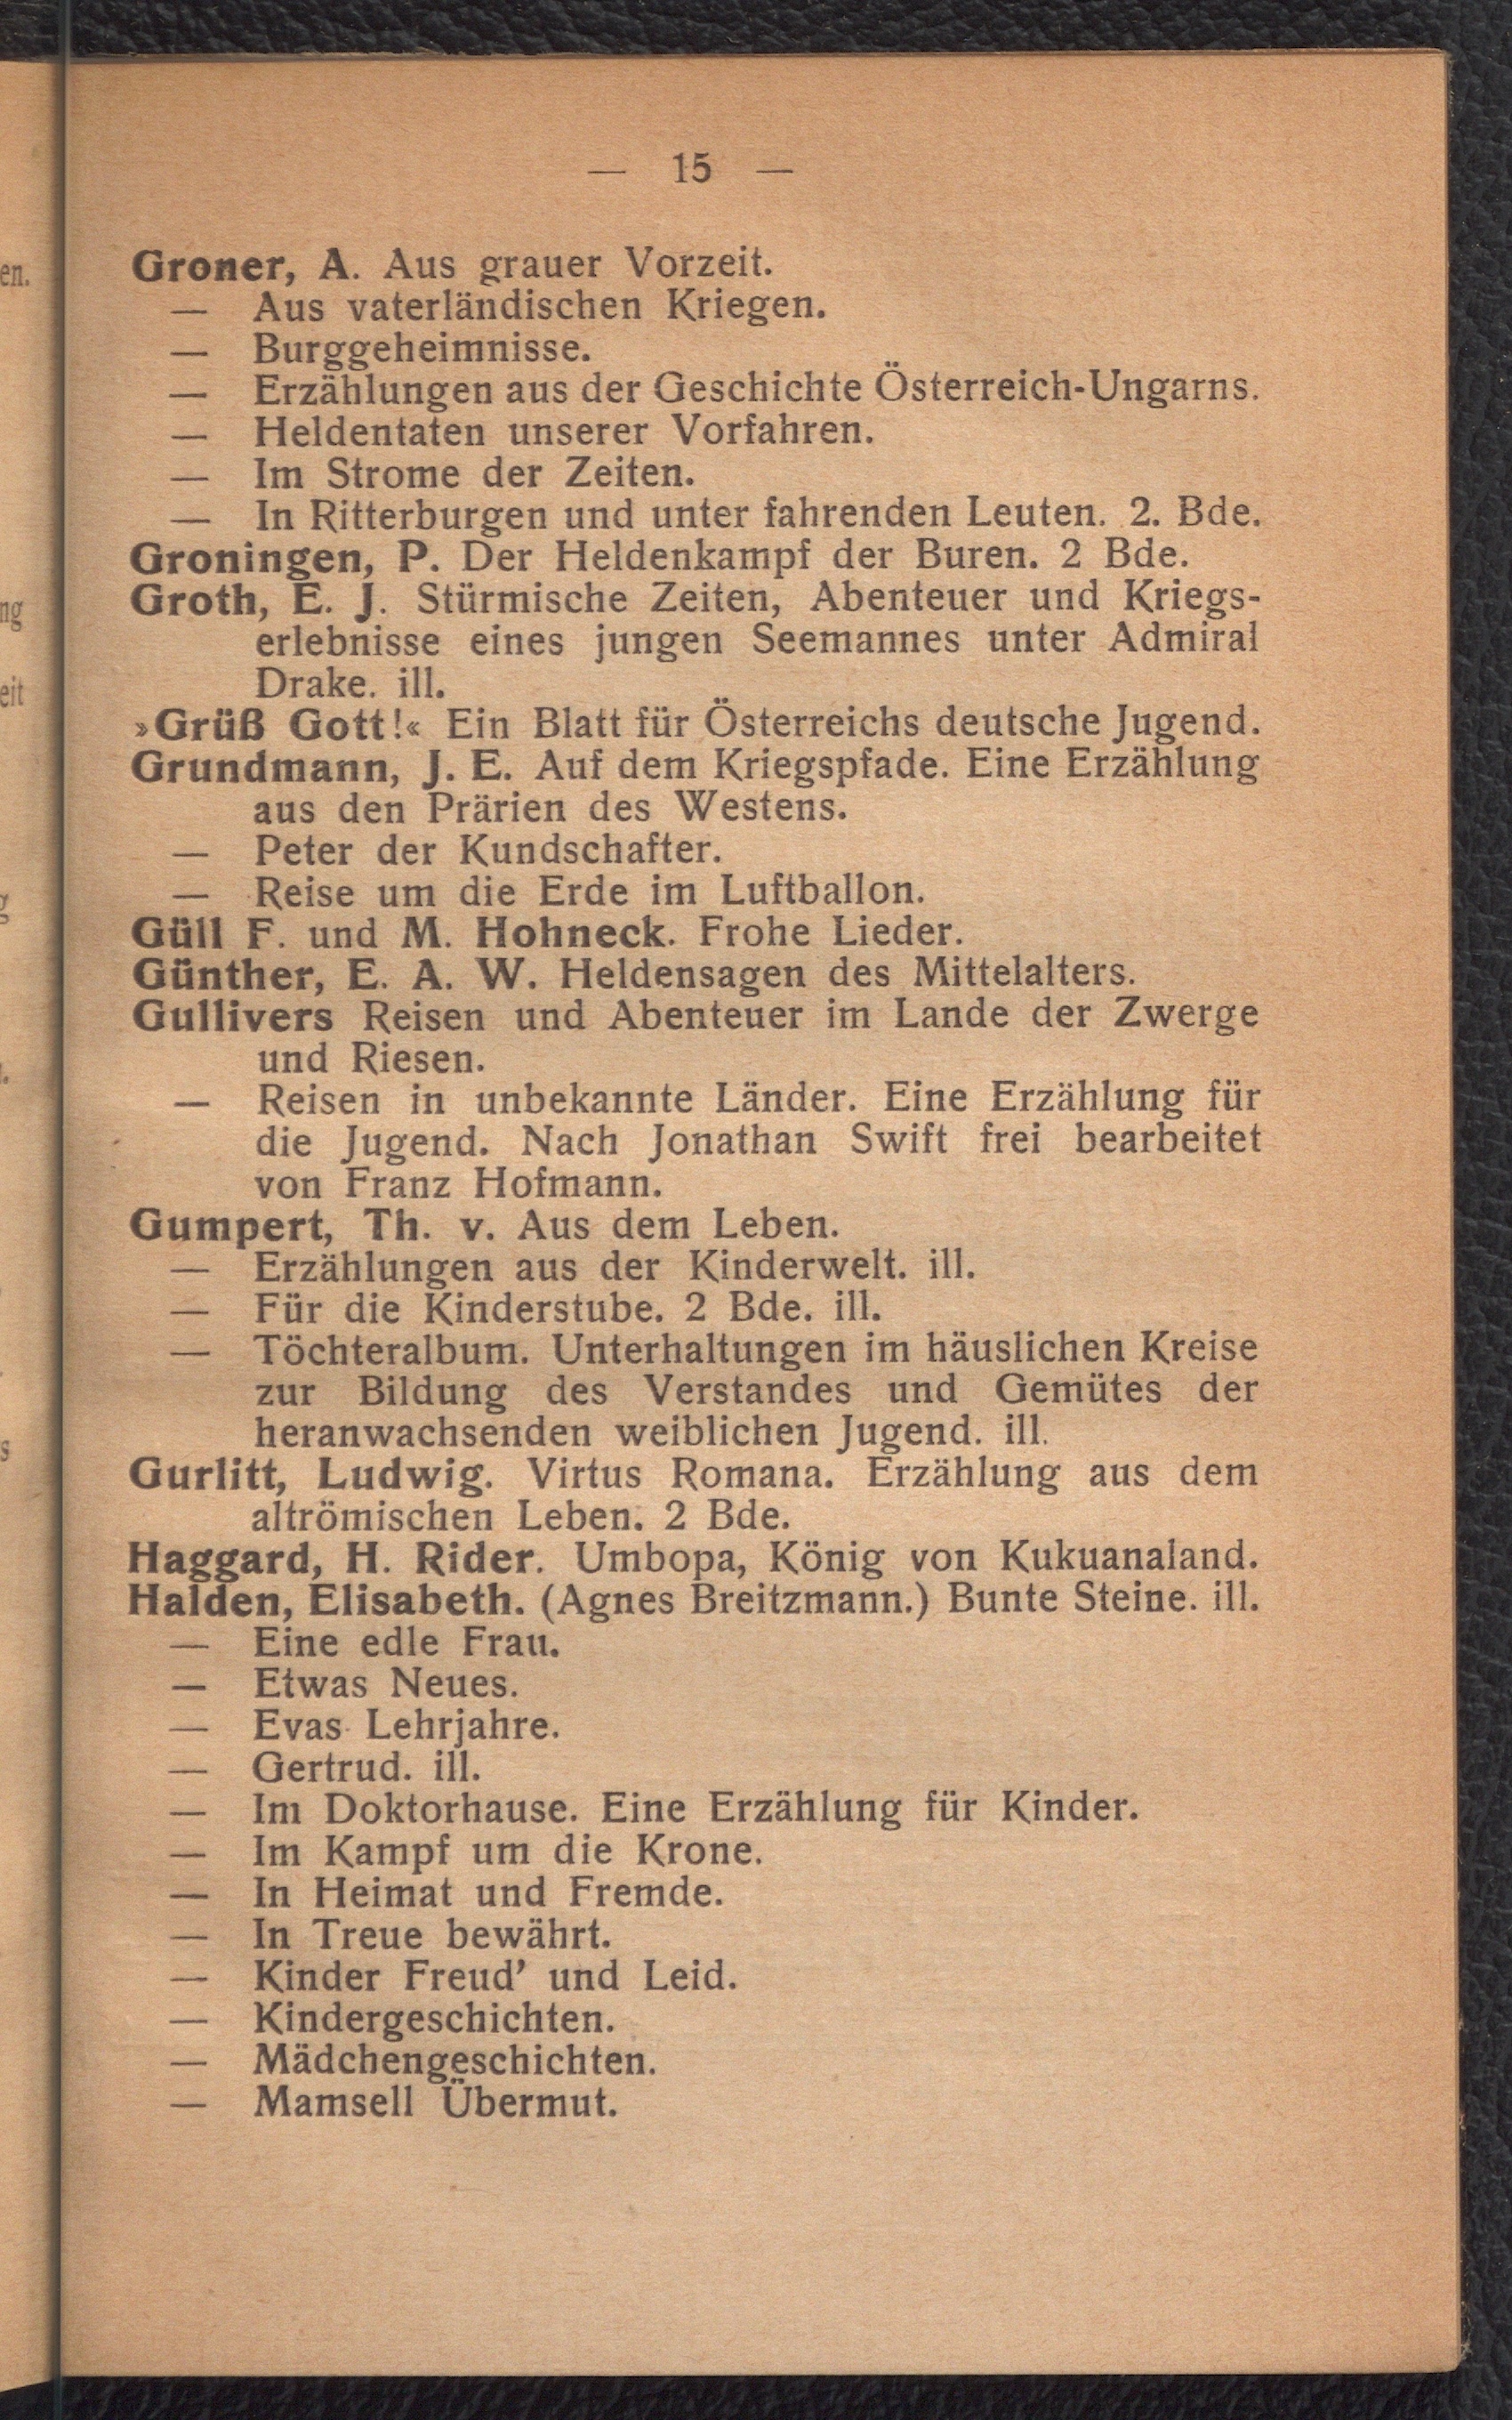 — 15 —
Groner, A. Aus grauer Vorzeit.
— Aus vaterländischen Kriegen.
— Burggeheimnisse.
— Erzählungen aus der Geschichte Österreich-Ungarns.
— Heldentaten unserer Vorfahren.
— Im Strome der Zeiten.
— In Ritterburgen und unter fahrenden Leuten. 2. Bde.
Groningen, P. Der Heldenkampf der Buren. 2 Bde.
Groth, E. J. Stürmische Zeiten, Abenteuer und Kriegs-
erlebnisse eines jungen Seemannes unter Admiral
Drake. ill.
»Grüß Gott!« Ein Blatt für Österreichs deutsche Jugend.
Grundmann, J. E. Auf dem Kriegspfade. Eine Erzählung
aus den Prärien des Westens.
— Peter der Kundschafter.
— Reise um die Erde im Luftballon.
Güll F. und M. Hohneck. Frohe Lieder.
Günther, E. A. W. Heldensagen des Mittelalters.
Gullivers Reisen und Abenteuer im Lande der Zwerge
und Riesen.
— Reisen in unbekannte Länder. Eine Erzählung für
die Jugend. Nach Jonathan Swift frei bearbeitet
von Franz Hofmann.
Gumpert, Th. v. Aus dem Leben.
— Erzählungen aus der Kinderwelt. ill.
— Für die Kinderstube. 2 Bde. ill.
— Töchteralbum. Unterhaltungen im häuslichen Kreise
zur Bildung des Verstandes und Gemütes der
heranwachsenden weiblichen Jugend. ill.
Gurlitt, Ludwig. Virtus Romana. Erzählung aus dem
altrömischen Leben. 2 Bde.
Haggard, H. Rider. Umbopa, König von Kukuanaland.
Halden, Elisabeth. (Agnes Breitzmann.) Bunte Steine. ill.
— Eine edle Frau.
— Etwas Neues.
— Evas Lehrjahre.
— Gertrud. ill.
— Im Doktorhause. Eine Erzählung für Kinder.
— Im Kampf um die Krone.
— In Heimat und Fremde.
— In Treue bewährt.
— Kinder Freud' und Leid.
— Kindergeschichten.
— Mädchengeschichten.
— Mamsell Übermut.